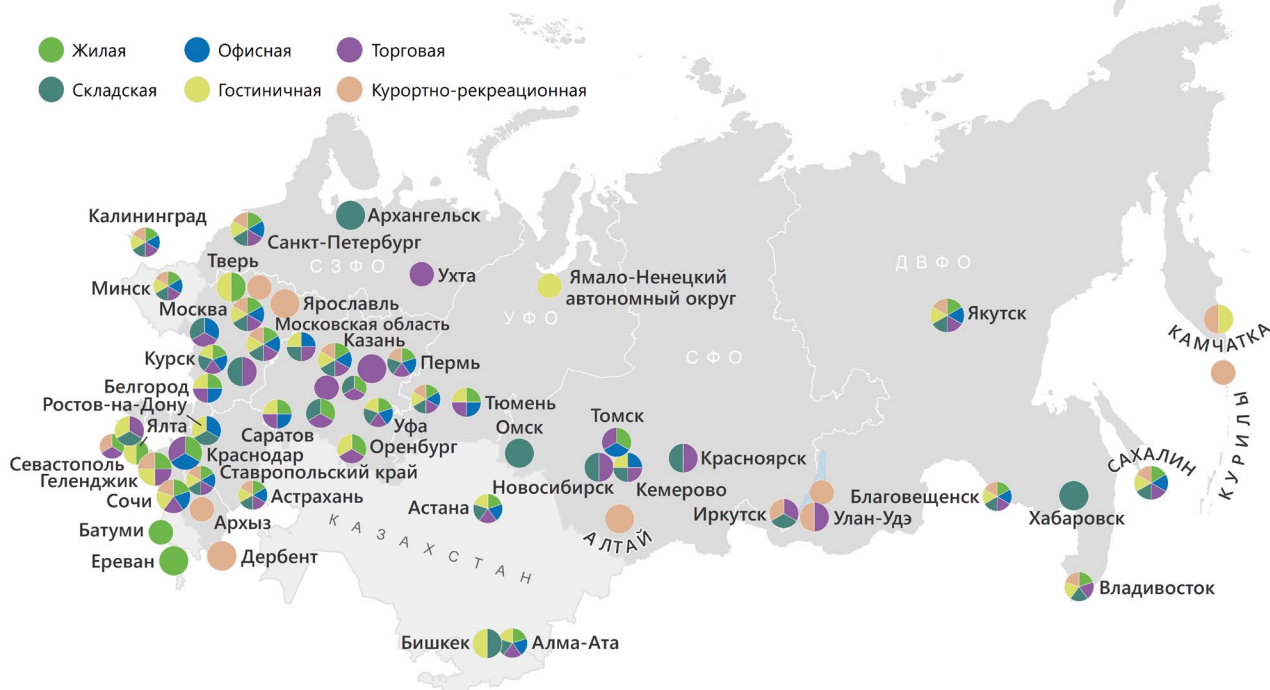 Жилая
Офисная
Торговая
Складская
Гостиничная
Курортно-рекреационная
Калининград
Архангельск
Санкт-Петербург
СЗФО
Тверь
Ухта
Ямало-Ненецкий
автономный округ
ДВФО
Минск
Ярославль
Москва
Московская область
УФО
Якутск
Казань
КАМЧАТКА
Курск
Пермь
СФО
Белгород
Ростов-на-Дону
Тюмень
КУРИЛЫ
Ялта
Саратов
Уфа
Омск
Томск
Краснодар
Оренбург
Красноярск
САХАЛИН
Севастополь
Ставропольский край
Геленджик
Новосибирск
Кемерово
Сочи
Астрахань
Астана
Иркутск
Улан-Удэ
Благовещенск
Хабаровск
Архыз
Батуми
КАЗАХСТАН
АЛТАЙ
Ереван
Дербент
Владивосток
Бишкек
Алма-Ата